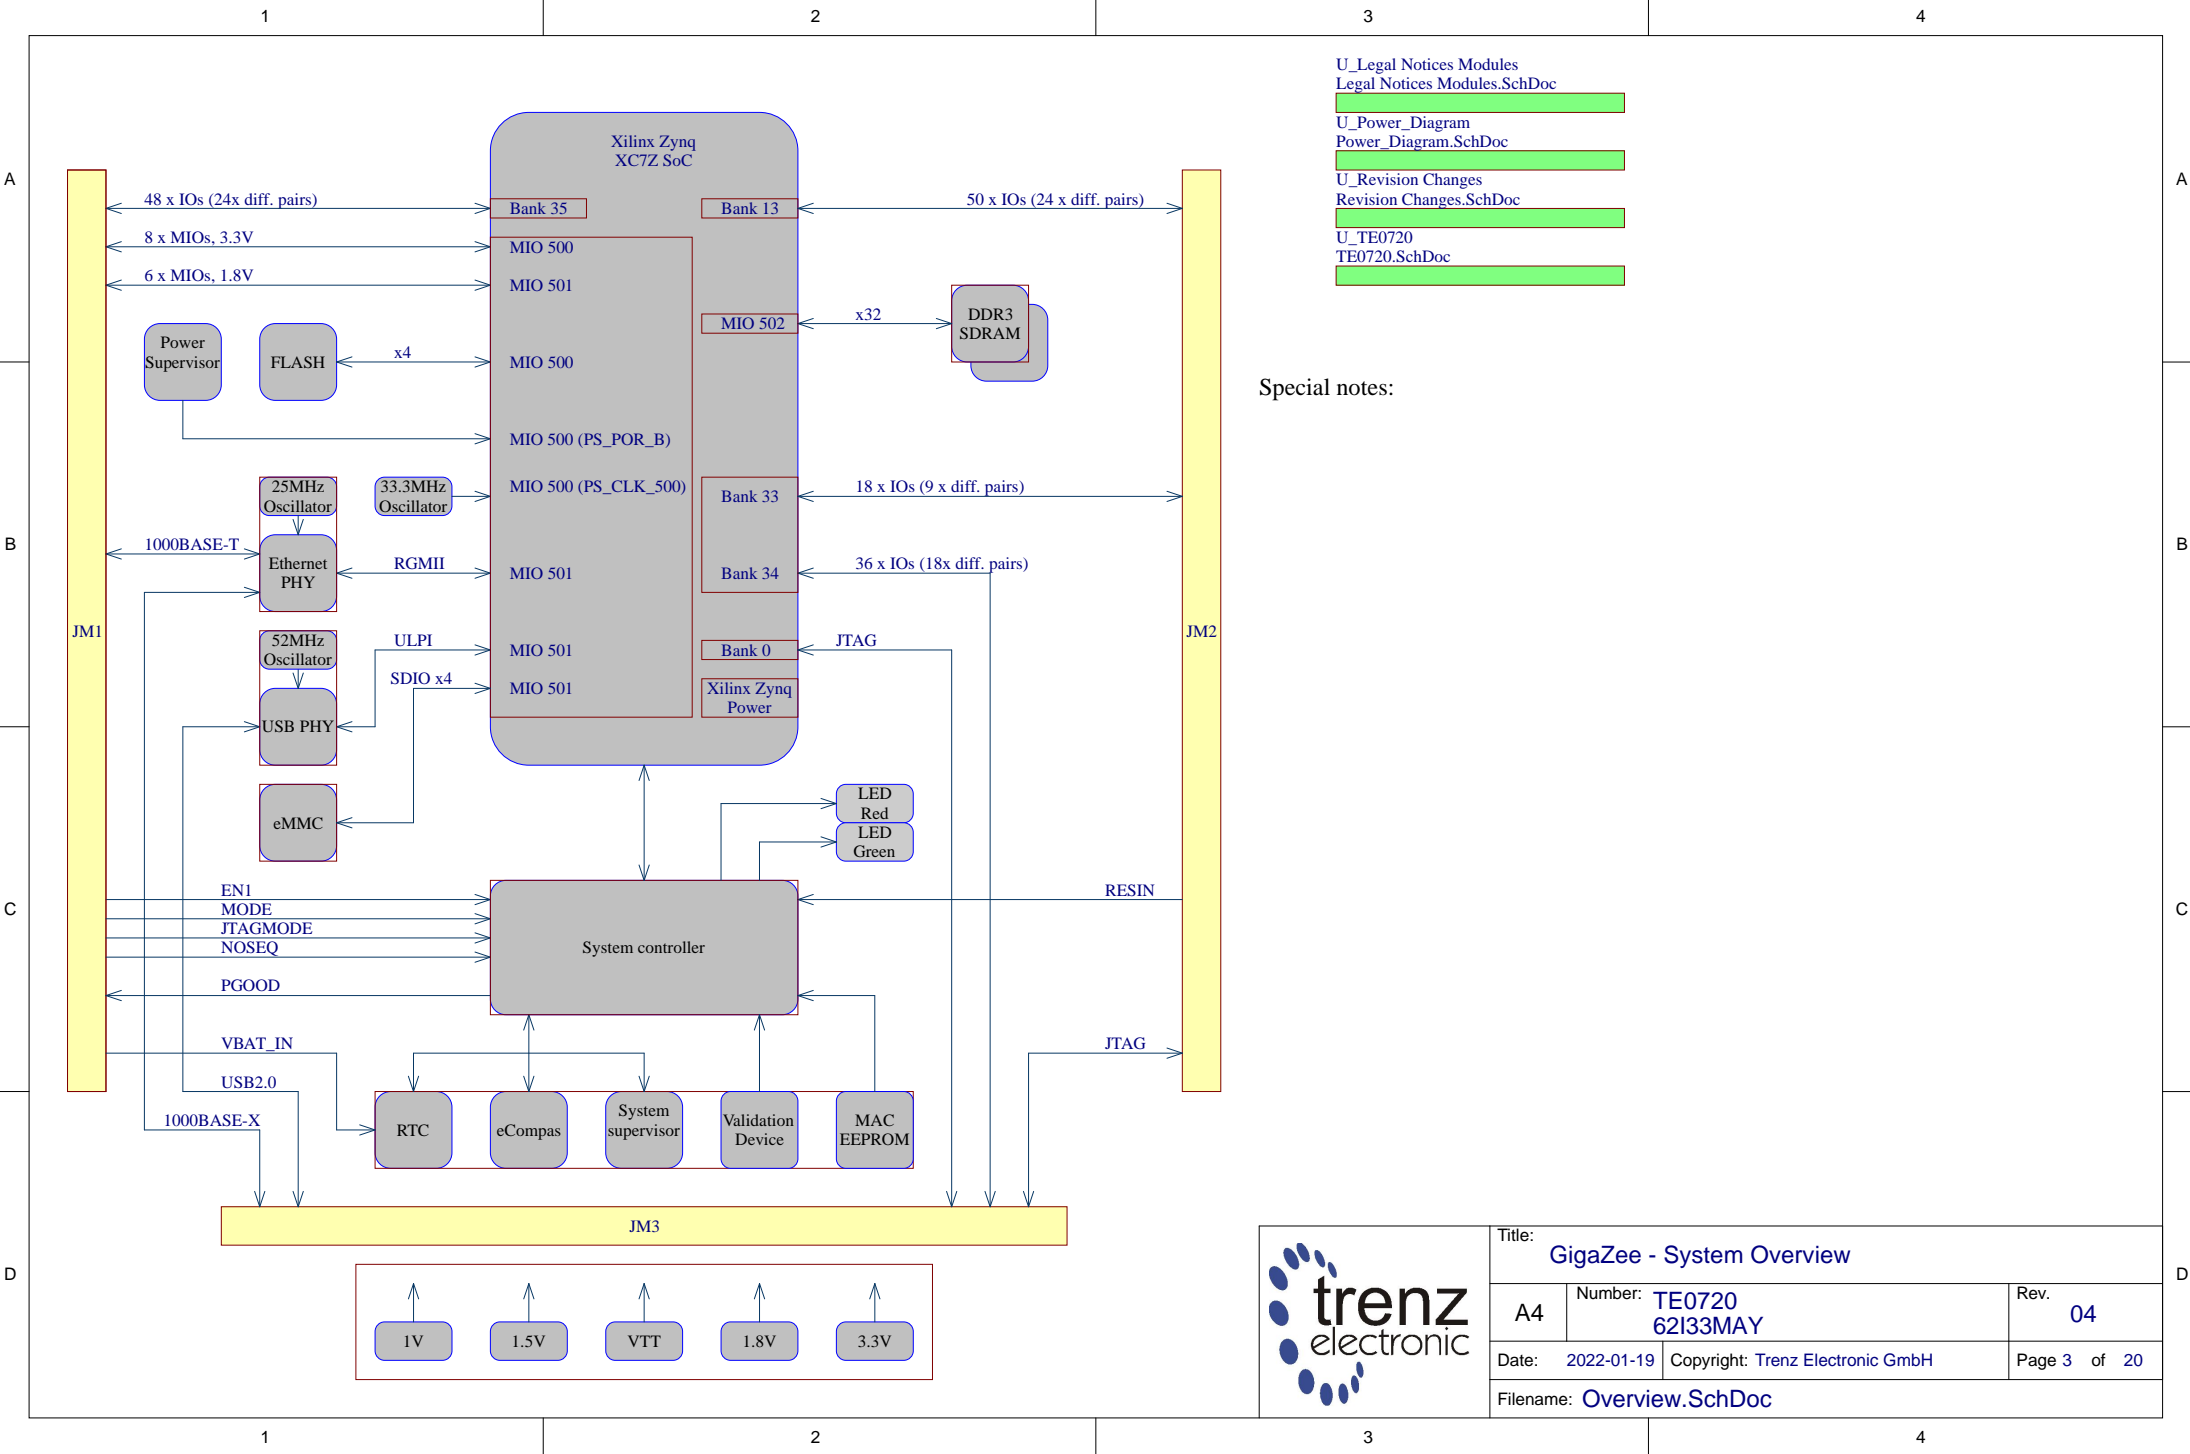 1
2
3
4
U_Legal Notices Modules
Legal Notices Modules.SchDoc
U_Power_Diagram
Power_Diagram.SchDoc
U_Revision Changes
Revision Changes.SchDoc
U_TE0720
TE0720.SchDoc
Xilinx Zynq
XC7Z SoC
A
A
48 x IOs (24x diff. pairs)
Bank 35
Bank 13
50 x IOs (24 x diff. pairs)
8 x MIOs, 3.3V
MIO 500
6 x MIOs, 1.8V
MIO 501
MIO 502
x32
DDR3
SDRAM
Power
Supervisor
FLASH
x4
MIO 500
Special notes:
MIO 500 (PS_POR_B)
25MHz
Oscillator
33.3MHz
Oscillator
MIO 500 (PS_CLK_500)
Bank 33
18 x IOs (9 x diff. pairs)
B
B
1000BASE-T
Ethernet
PHY
RGMII
MIO 501
Bank 34
36 x IOs (18x diff. pairs)
JM1
JM2
52MHz
Oscillator
ULPI
MIO 501
Bank 0
JTAG
SDIO x4
MIO 501
Xilinx Zynq
Power
USB PHY
eMMC
LED
Red
LED
Green
C
C
EN1
MODE
JTAGMODE
NOSEQ
PGOOD
System controller
RESIN
VBAT_IN
JTAG
USB2.0
1000BASE-X
RTC
eCompas
System
supervisor
Validation
Device
MAC
EEPROM
JM3
D
D
1V
1.5V
VTT
1.8V
3.3V
trenz
electronic
Title:
GigaZee - System Overview
A4
Number: TE0720
62I33MAY
Rev.
04
Date: 2022-01-19
Copyright: Trenz Electronic GmbH
Page 3 of 20
Filename: Overview.SchDoc
1
2
3
4